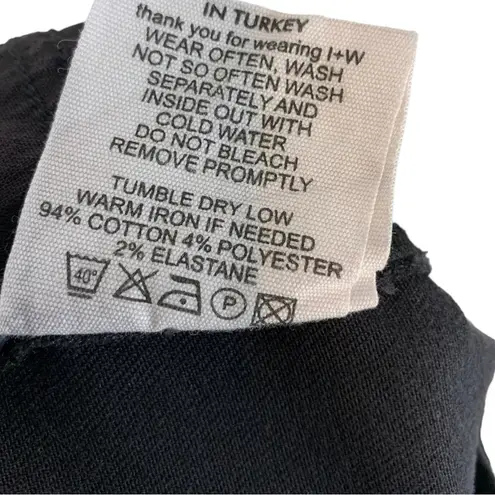 IN TURKEY
thank you for wearing I+W
WEAR OFTEN, WASH
NOT SO OFTEN WASH
SEPARATELY AND
INSIDE OUT WITH
COLD WATER
DO NOT BLEACH
REMOVE PROMPTLY
TUMBLE DRY LOW
WARM IRON IF NEEDED
94% COTTON 4% POLYESTER
2% ELASTANE
40° P